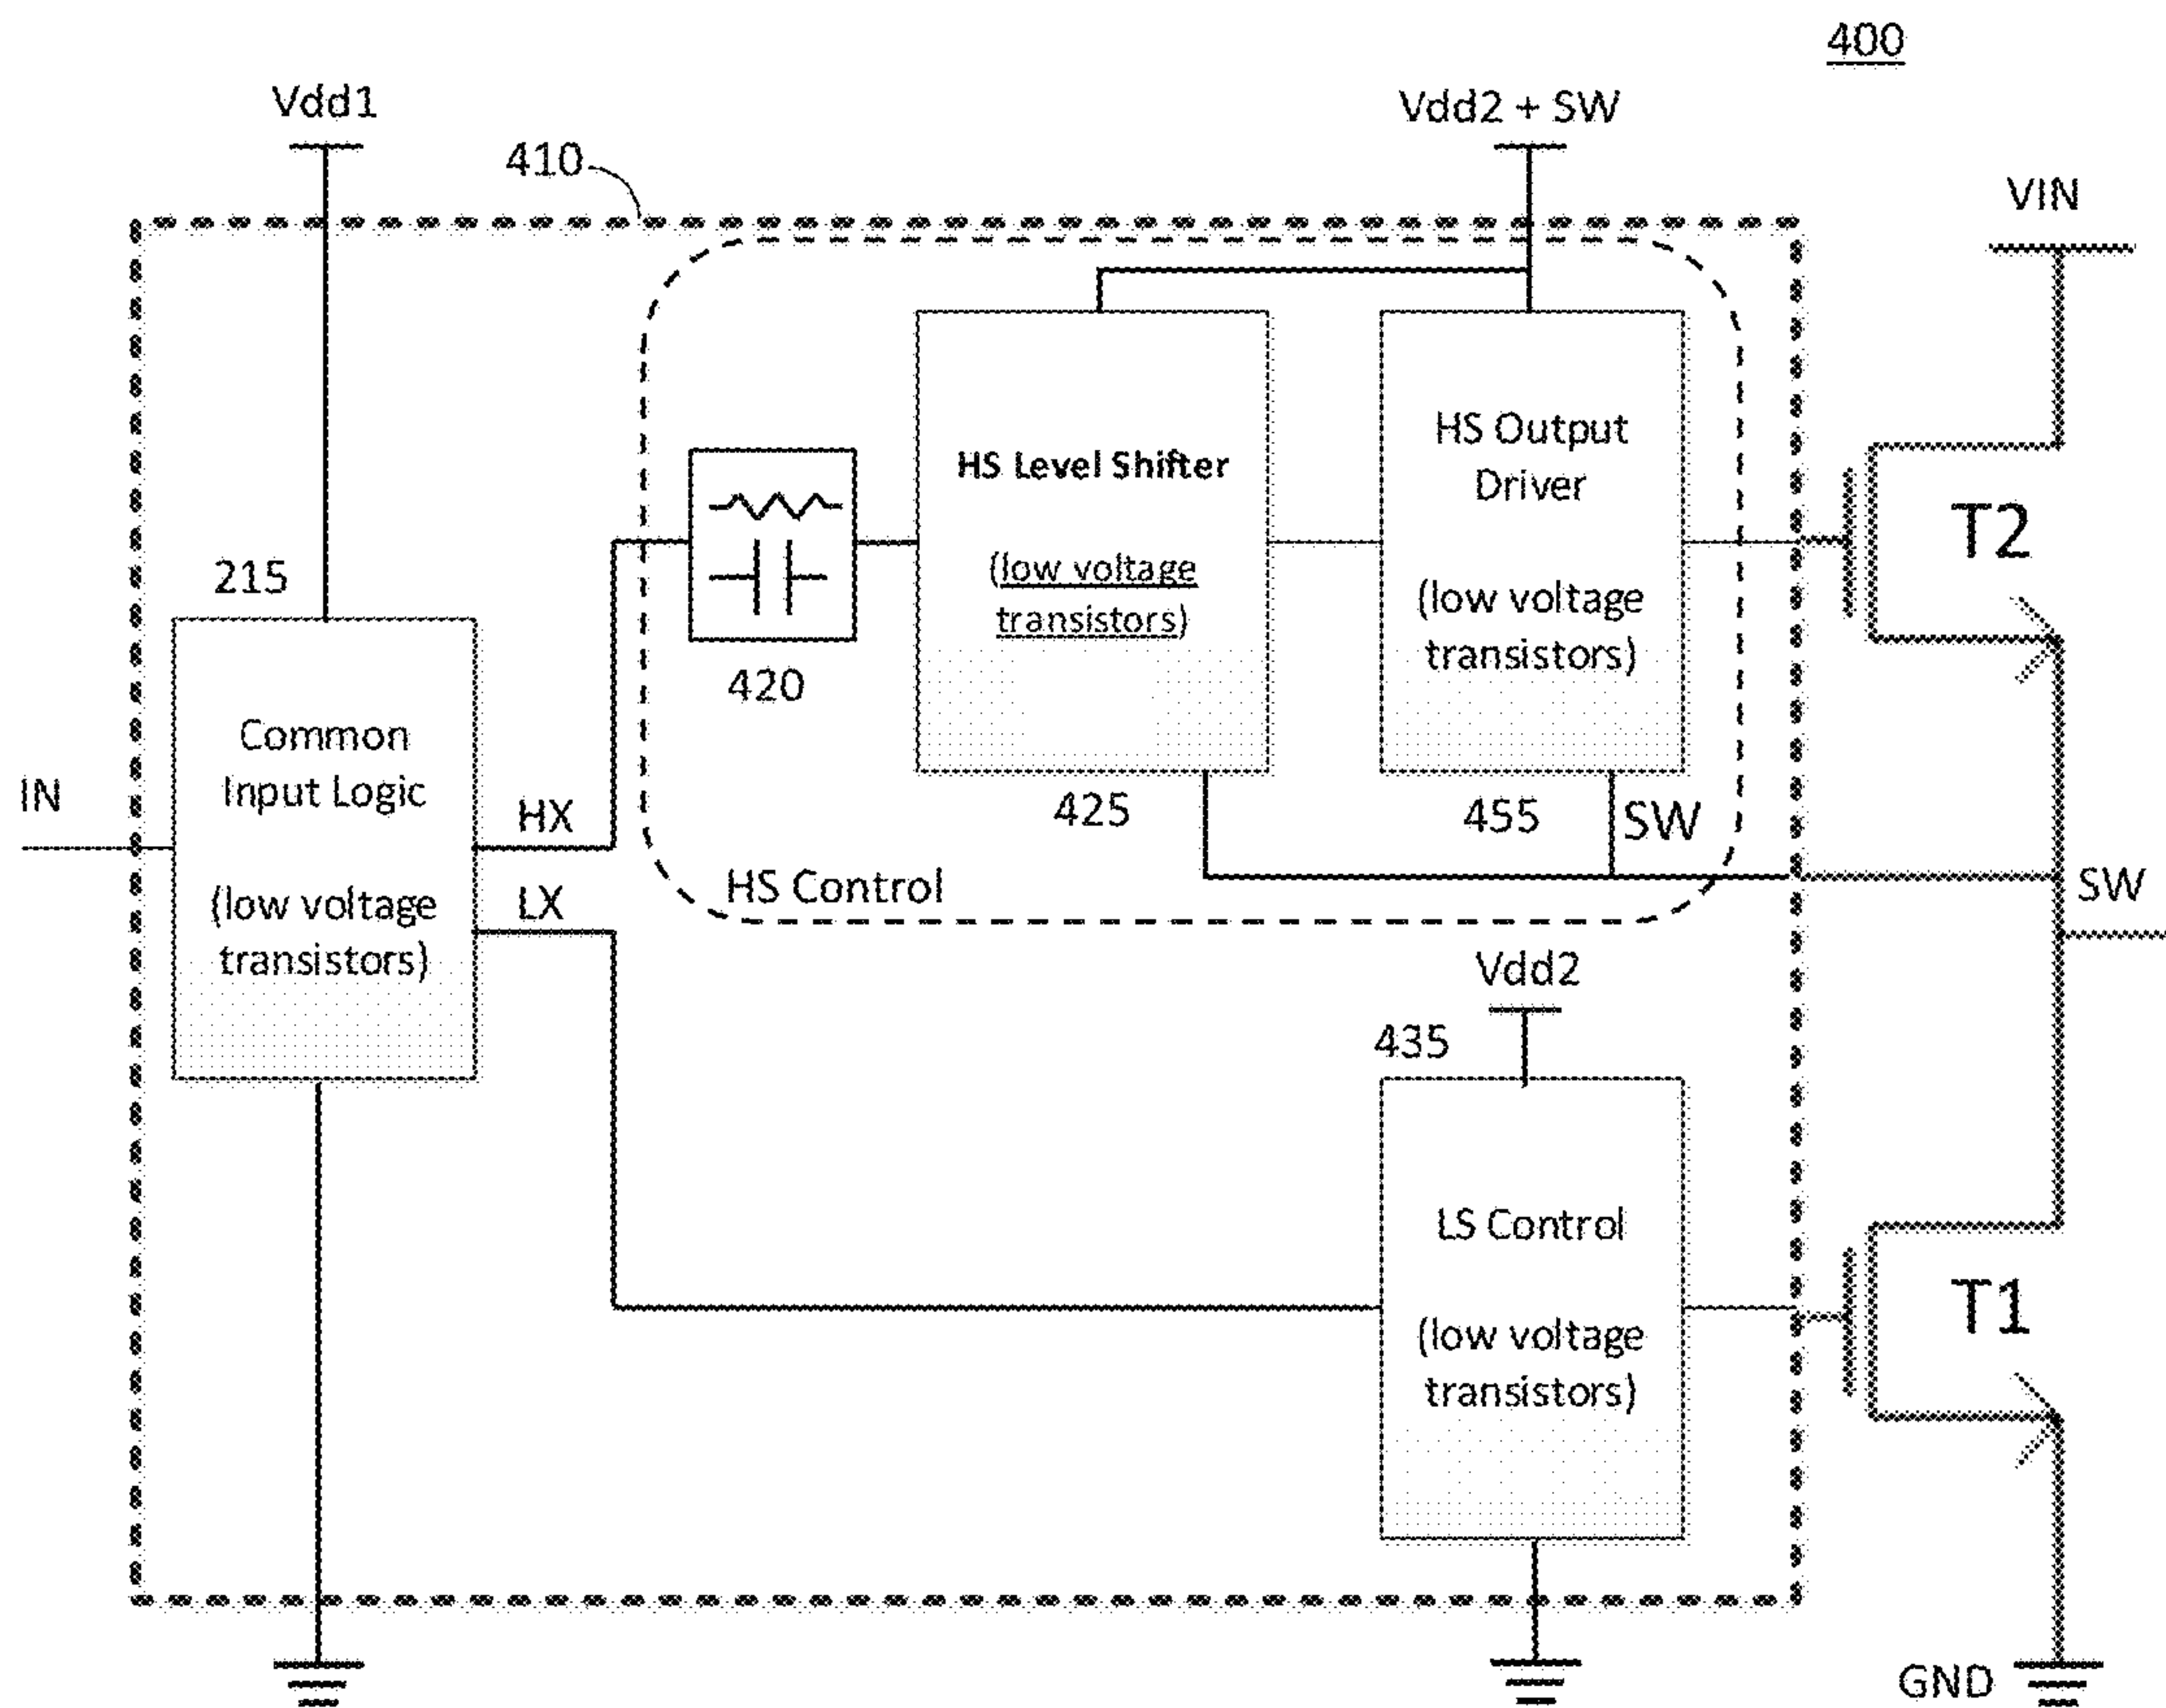 400
Vdd1
Vdd2 + SW
410
VIN
HS Output
Driver
HS Level Shifter
T2
(low voltage
transistors)
(low voltage
transistors)
215
420
Common
Input Logic
IN
HX
425
455
SW
(low voltage
transistors)
LX
HS Control
SW
Vdd2
435
LS Control
T1
(low voltage
transistors)
GND